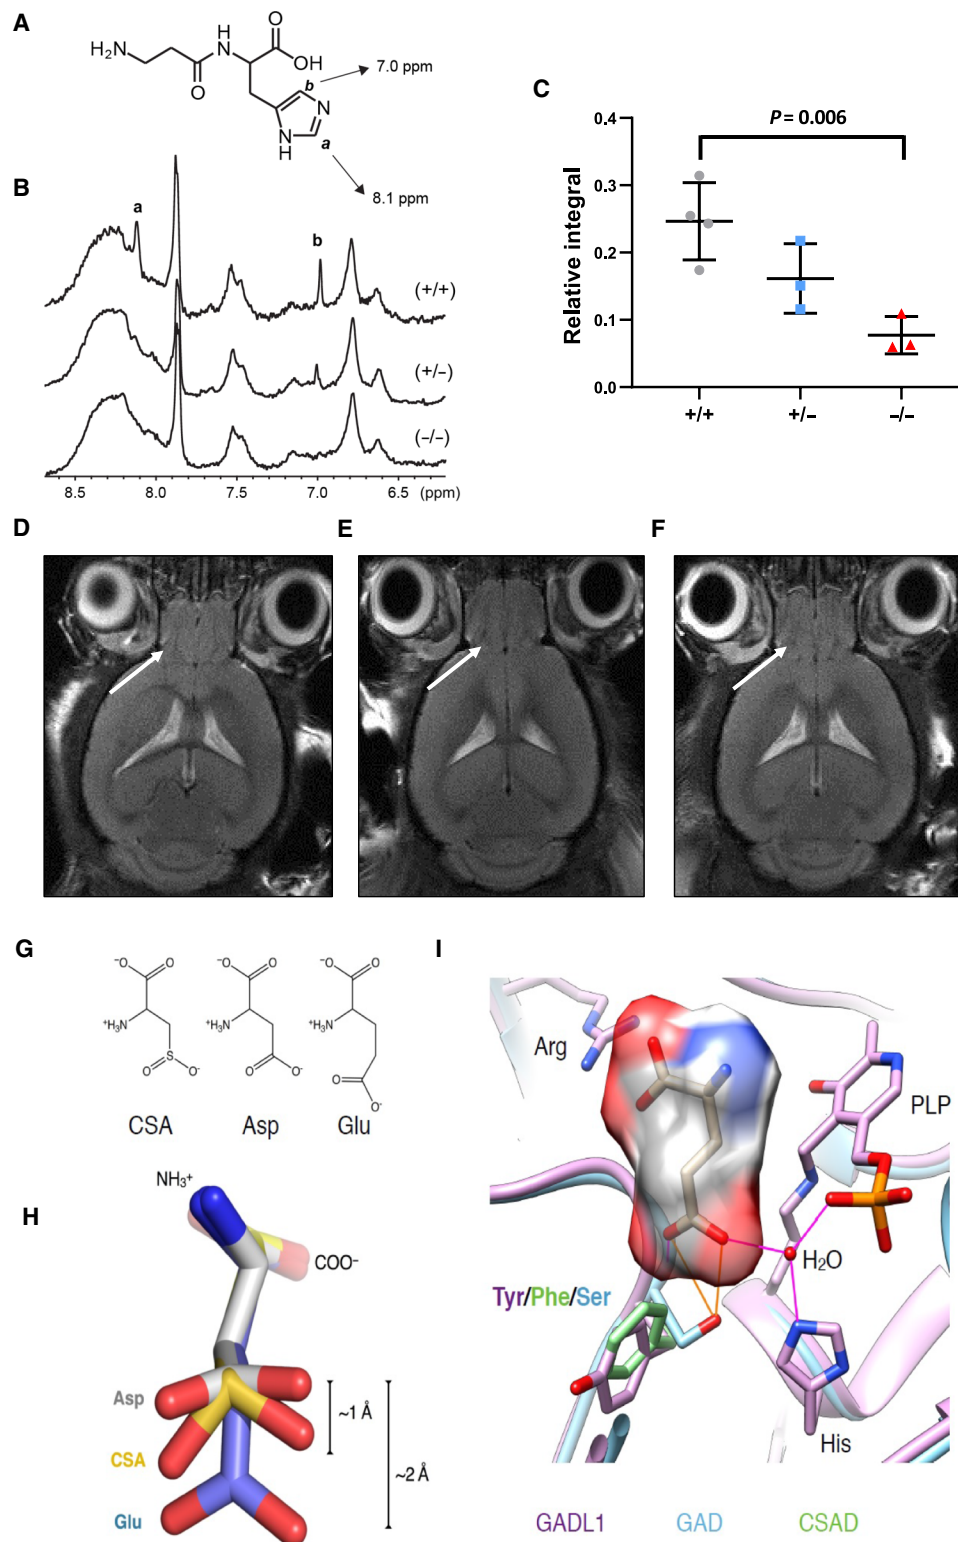 A
H₂N
H
N
O
O
OH
b
7.0 ppm
N
N
H
a
8.1 ppm
B
a
b
(+/+)
(+/−)
(−/−)
8.5 8.0 7.5 7.0 6.5 (ppm)
C
P = 0.006
Relative integral
0.4
0.3
0.2
0.1
0.0
+/+ +/− −/−
D
E
F
G
⁻O O
⁺H₃N
S
O O⁻
CSA
⁻O O
⁺H₃N
O O⁻
Asp
⁻O O
⁺H₃N
O
O⁻
Glu
H
NH₃⁺
COO⁻
Asp
CSA
Glu
~1 Å
~2 Å
I
Arg
PLP
H₂O
Tyr/Phe/Ser
His
GADL1 GAD CSAD